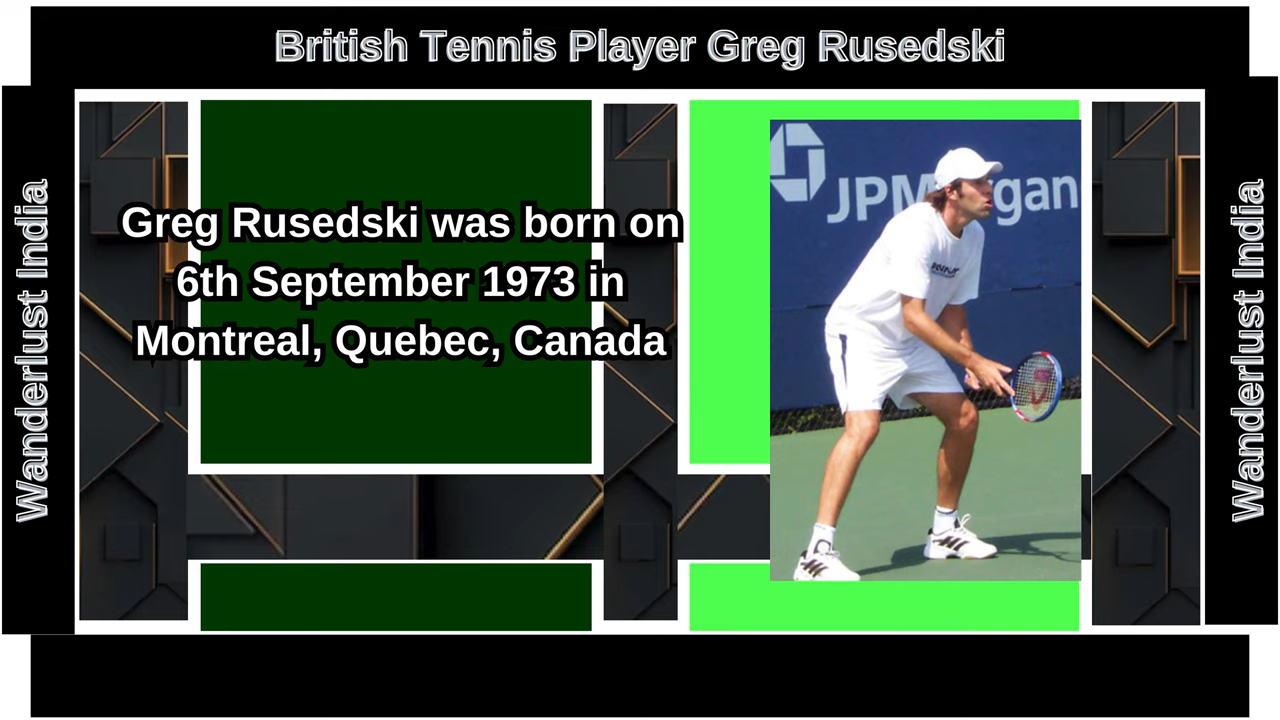 British Tennis Player Greg Rusedski
Wanderlust India
Greg Rusedski was born on
6th September 1973 in
Montreal, Quebec, Canada
JPMorgan
Wanderlust India